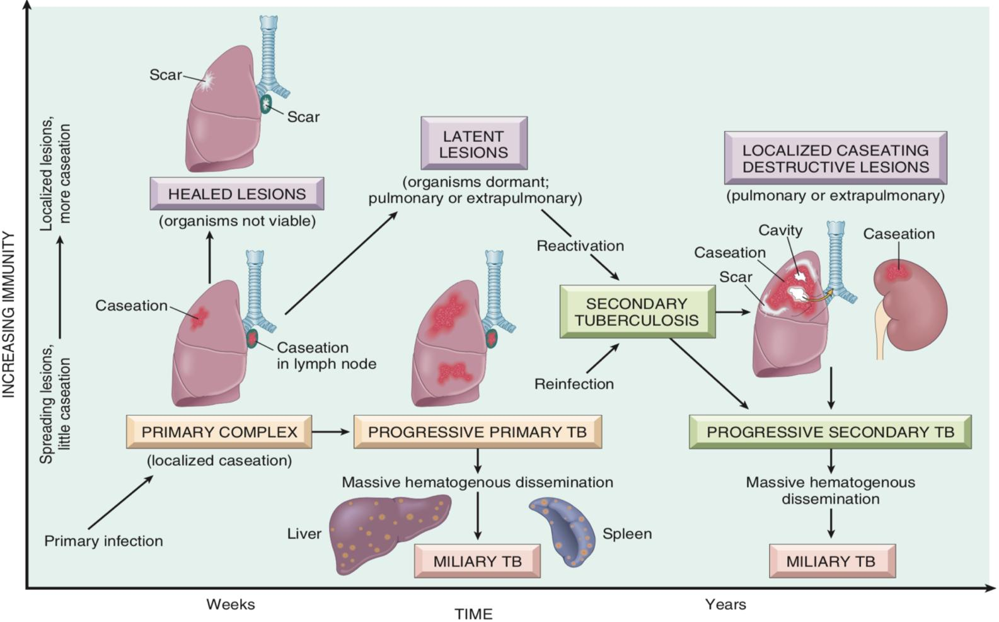 INCREASING IMMUNITY
Localized lesions,
more caseation
Spreading lesions,
little caseation
Scar
Scar
HEALED LESIONS
(organisms not viable)
Caseation
Caseation
in lymph node
PRIMARY COMPLEX
(localized caseation)
Primary infection
LATENT
LESIONS
(organisms dormant;
pulmonary or extrapulmonary)
Reactivation
SECONDARY
TUBERCULOSIS
Reinfection
PROGRESSIVE PRIMARY TB
Massive hematogenous dissemination
Liver
Spleen
MILIARY TB
LOCALIZED CASEATING
DESTRUCTIVE LESIONS
(pulmonary or extrapulmonary)
Cavity
Caseation
Scar
Caseation
PROGRESSIVE SECONDARY TB
Massive hematogenous
dissemination
MILIARY TB
Weeks
TIME
Years